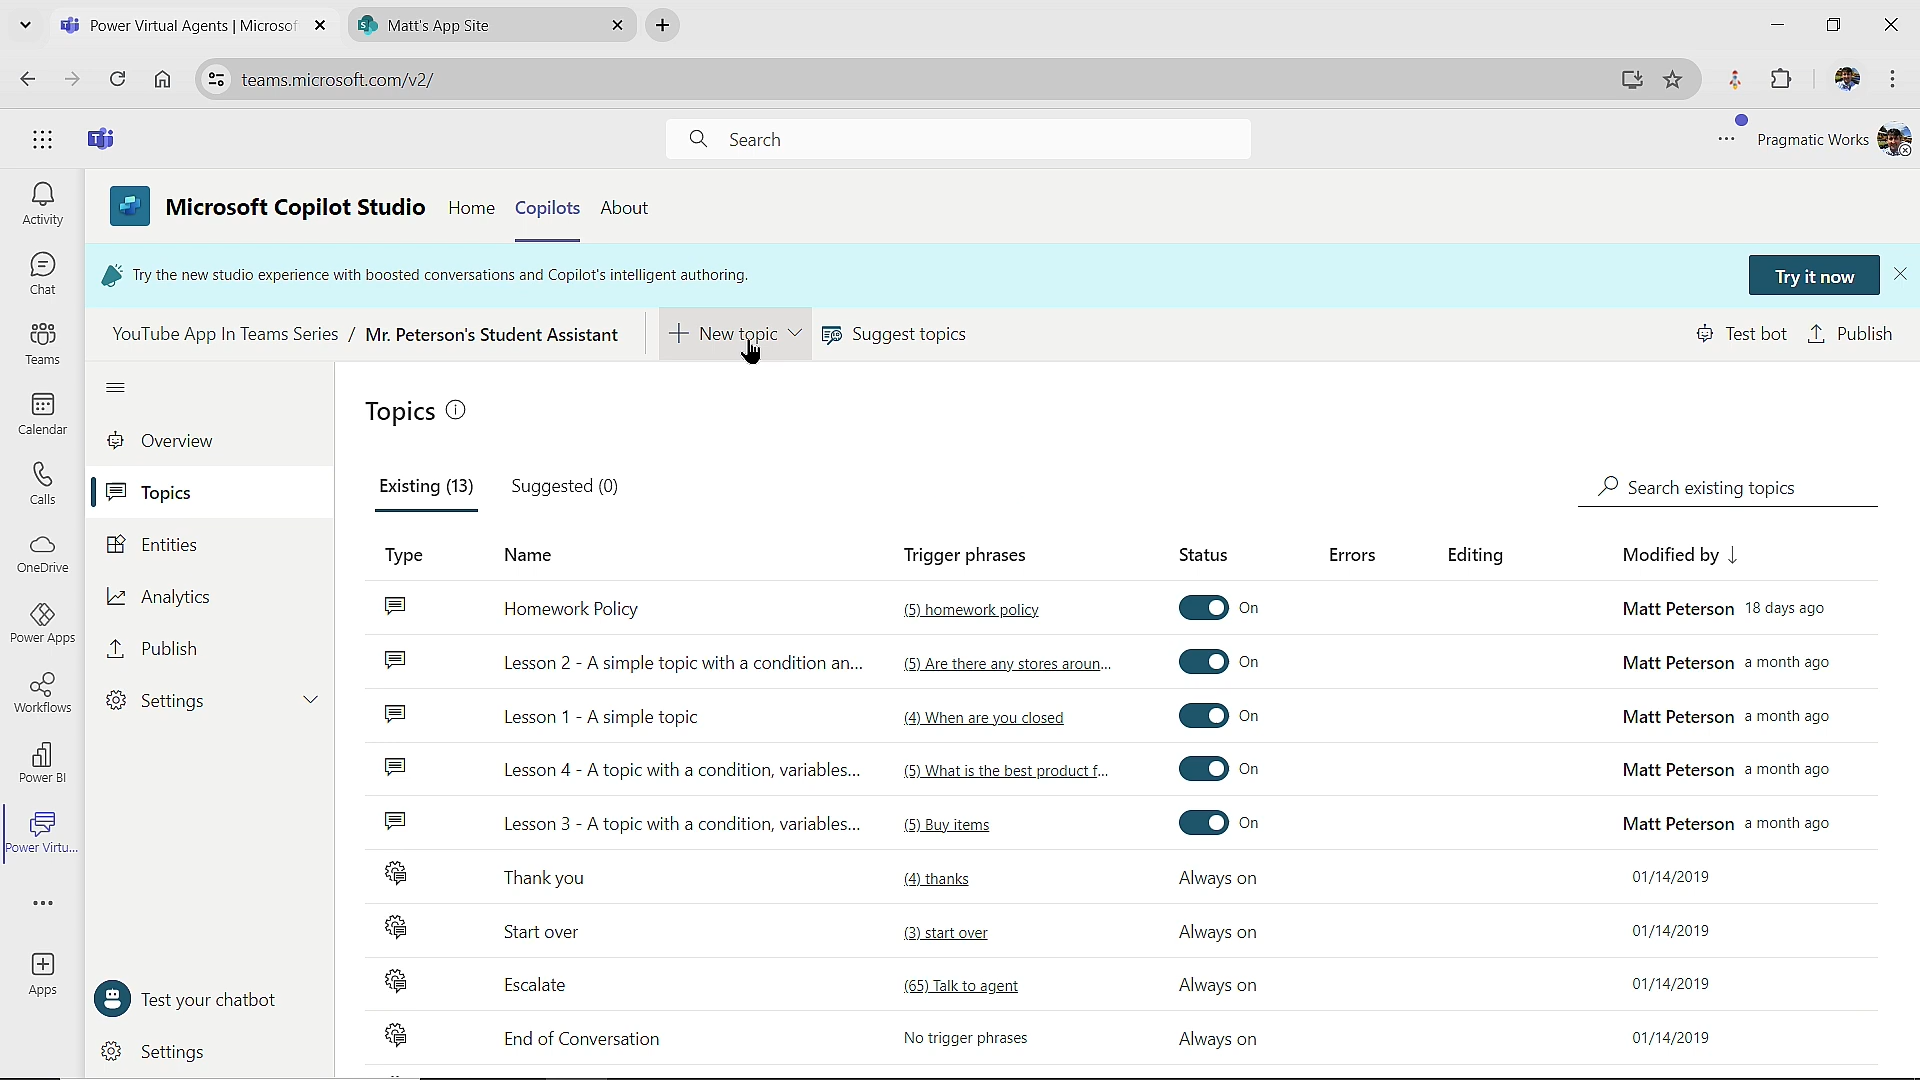 Power Virtual Agents | Microsof
Matt's App Site
teams.microsoft.com/v2/
Search
Pragmatic Works
Activity
Chat
Teams
Calendar
Calls
OneDrive
Power Apps
Workflows
Power BI
Power Virtu...
Apps
Microsoft Copilot Studio Home Copilots About
Try the new studio experience with boosted conversations and Copilot's intelligent authoring.
Try it now
YouTube App In Teams Series / Mr. Peterson's Student Assistant
New topic
Suggest topics
Test bot
Publish
Overview
Topics
Entities
Analytics
Publish
Settings
Test your chatbot
Settings
Topics
Existing (13) Suggested (0)
Search existing topics
Type Name Trigger phrases Status Errors Editing Modified by
Homework Policy (5) homework policy On Matt Peterson 18 days ago
Lesson 2 - A simple topic with a condition an... (5) Are there any stores aroun... On Matt Peterson a month ago
Lesson 1 - A simple topic (4) When are you closed On Matt Peterson a month ago
Lesson 4 - A topic with a condition, variables... (5) What is the best product f... On Matt Peterson a month ago
Lesson 3 - A topic with a condition, variables... (5) Buy items On Matt Peterson a month ago
Thank you (4) thanks Always on 01/14/2019
Start over (3) start over Always on 01/14/2019
Escalate (65) Talk to agent Always on 01/14/2019
End of Conversation No trigger phrases Always on 01/14/2019